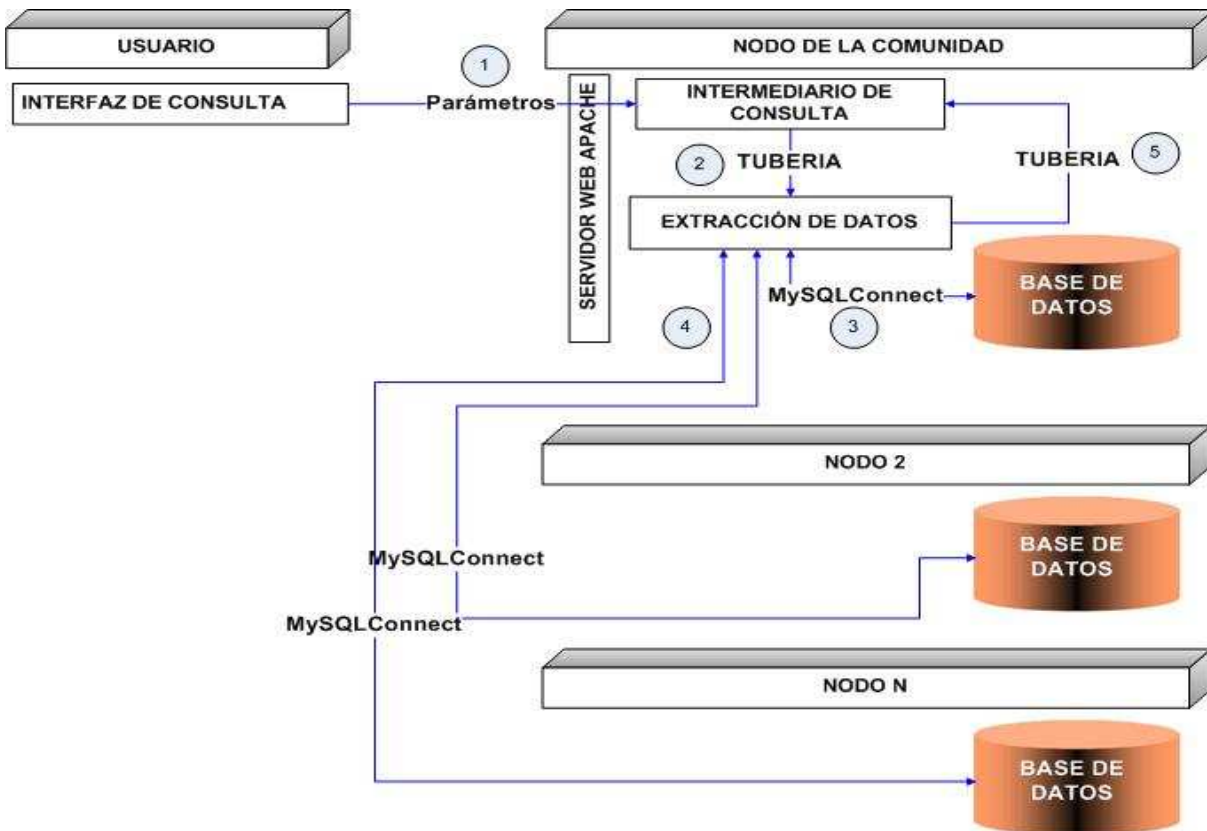 USUARIO
NODO DE LA COMUNIDAD
1
INTERFAZ DE CONSULTA
Parámetros
SERVIDOR WEB APACHE
INTERMEDIARIO DE
CONSULTA
2
TUBERIA
TUBERIA
5
EXTRACCIÓN DE DATOS
MySQLConnect
3
4
BASE DE
DATOS
NODO 2
BASE DE
DATOS
MySQLConnect
MySQLConnect
NODO N
BASE DE
DATOS